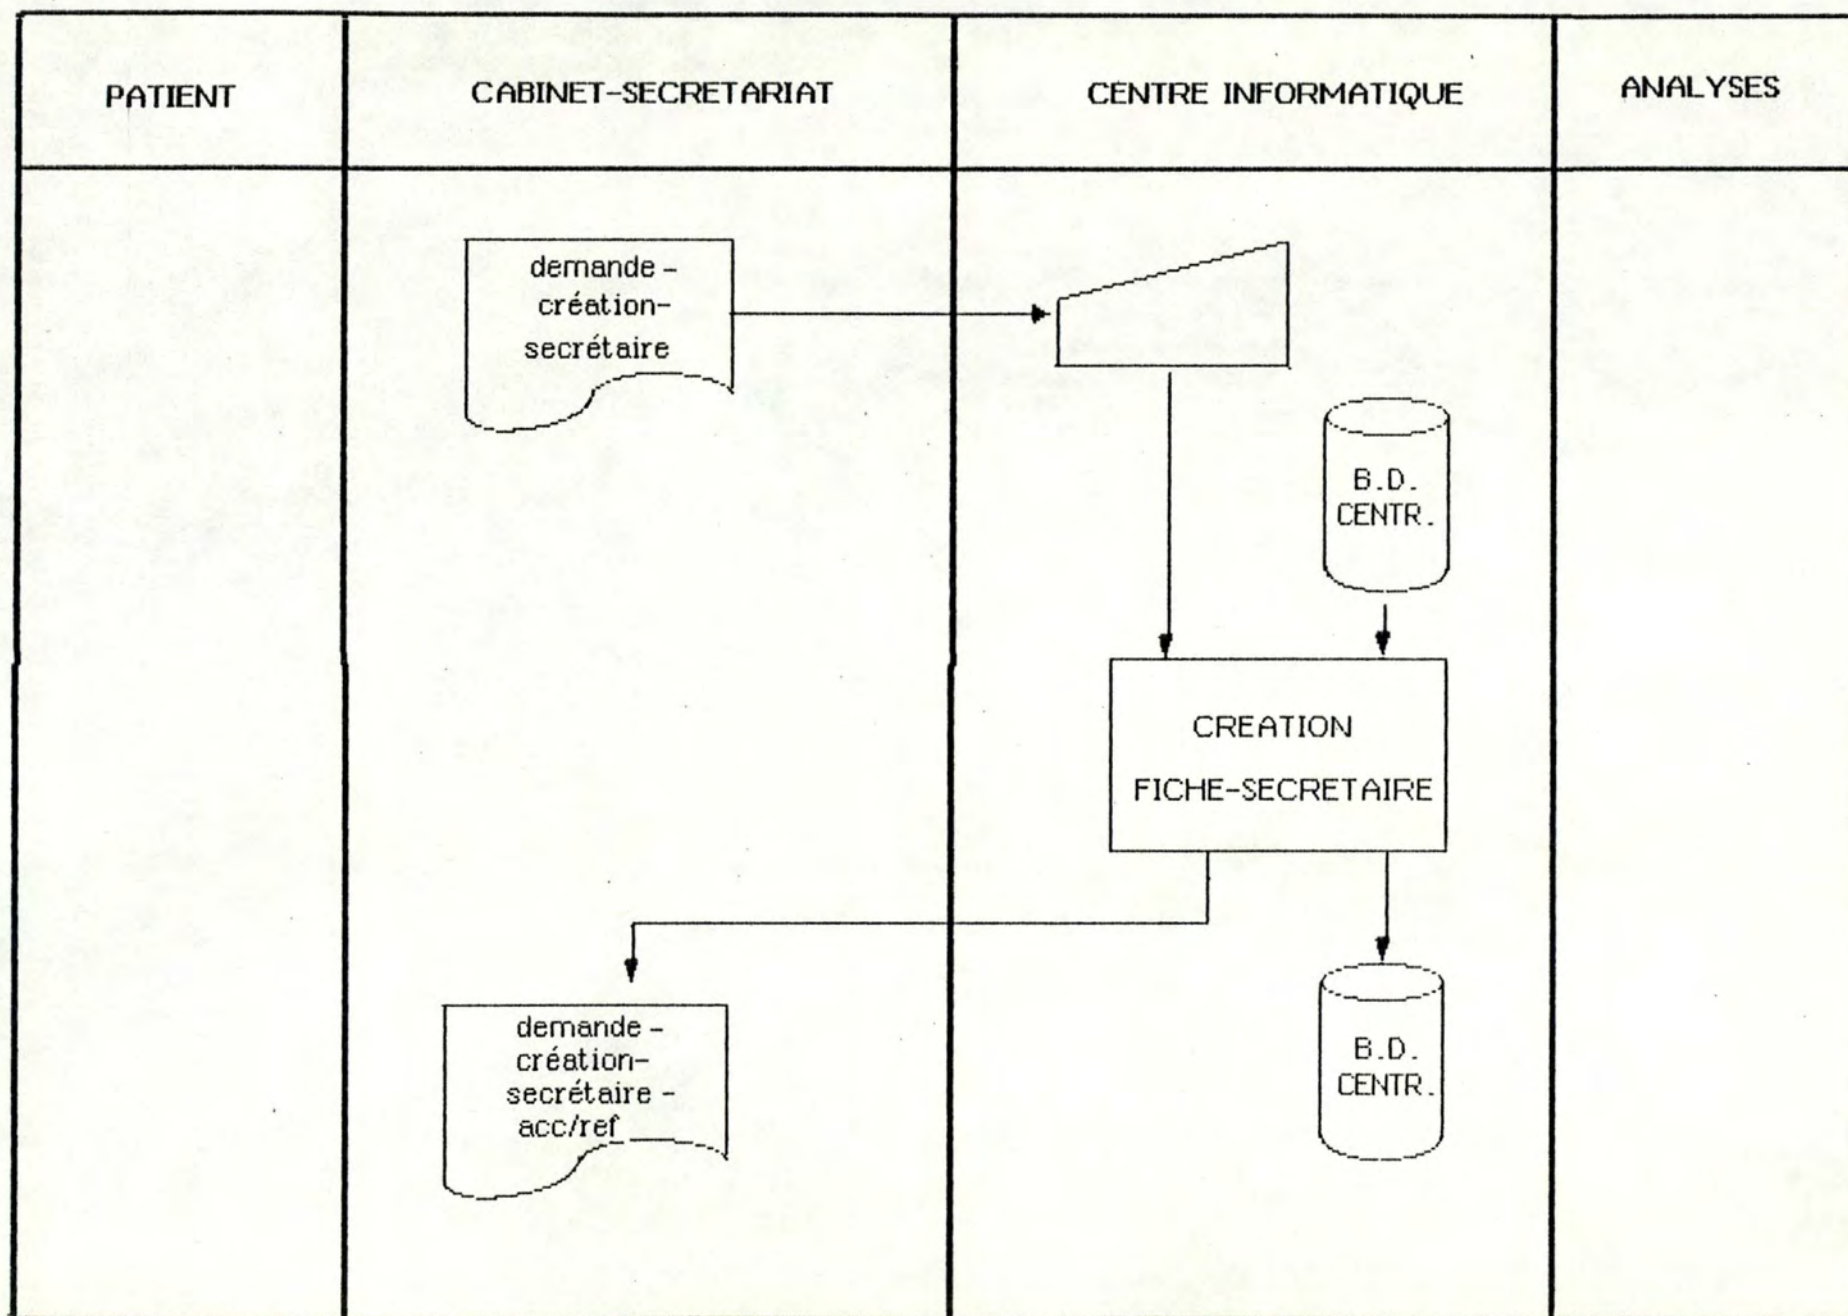 PATIENT
CABINET-SECRETARIAT
CENTRE INFORMATIQUE
ANALYSES
demande -
création-
secrétaire
B.D.
CENTR.
CREATION
FICHE-SECRETAIRE
demande -
création-
secrétaire -
acc/ref
B.D.
CENTR.